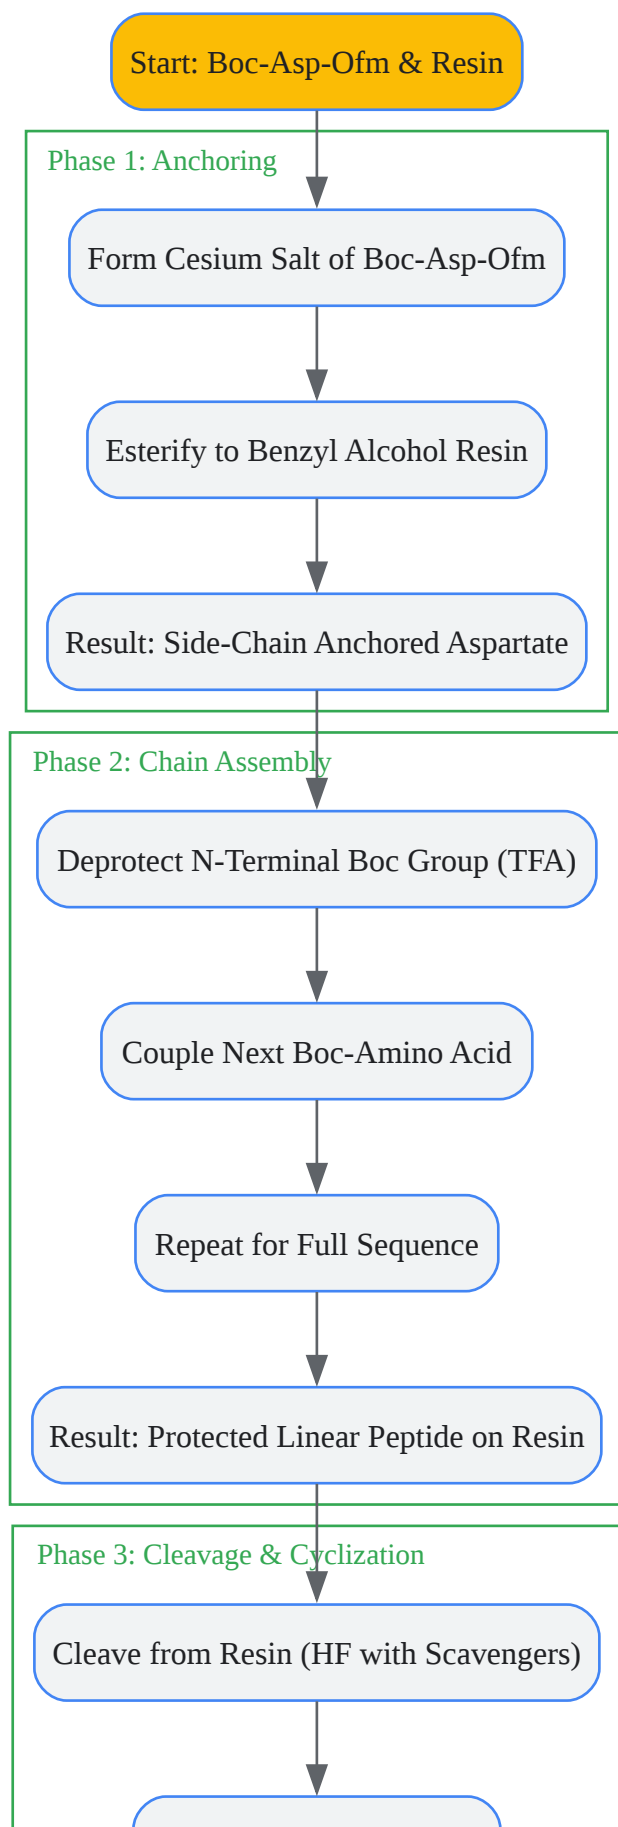 Start: Boc-Asp-Ofm & Resin
Phase 1: Anchoring
Form Cesium Salt of Boc-Asp-Ofm
Esterify to Benzyl Alcohol Resin
Result: Side-Chain Anchored Aspartate
Phase 2: Chain Assembly
Deprotect N-Terminal Boc Group (TFA)
Couple Next Boc-Amino Acid
Repeat for Full Sequence
Result: Protected Linear Peptide on Resin
Phase 3: Cleavage & Cyclization
Cleave from Resin (HF with Scavengers)